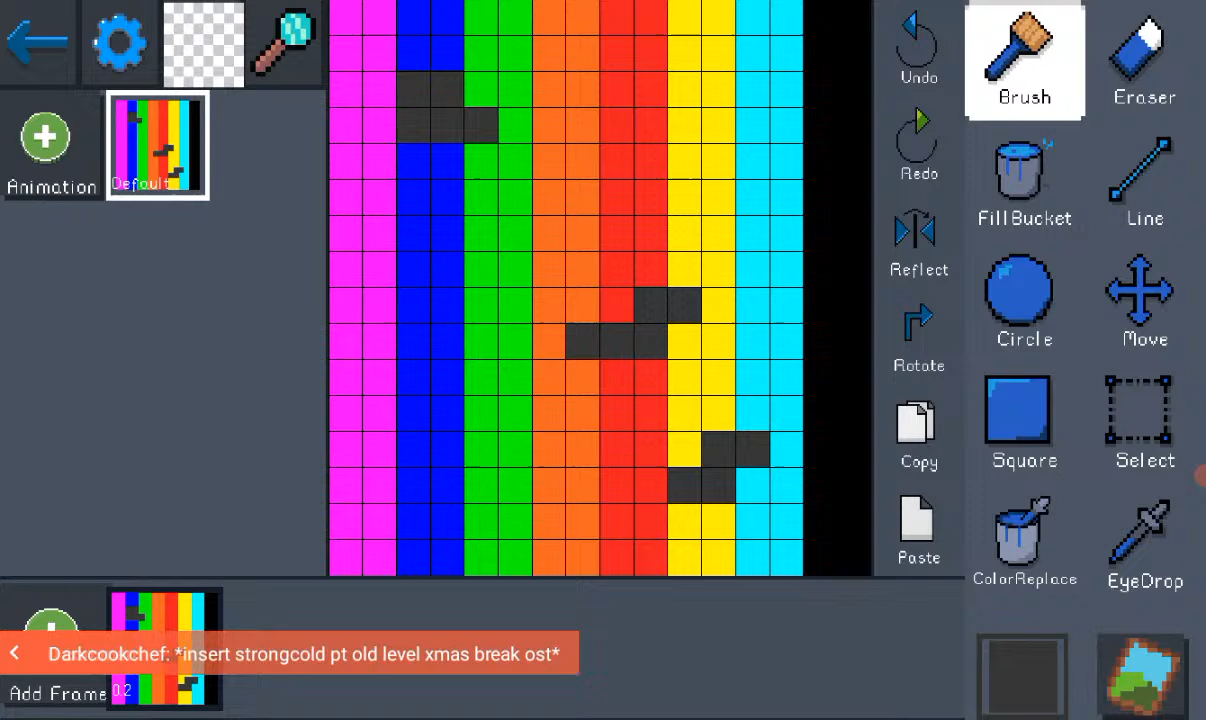 Undo
Brush
Eraser
Animation
Default
Redo
FillBucket
Line
Reflect
Circle
Move
Rotate
Copy
Square
Select
Paste
ColorReplace
EyeDrop
Darkcookchef: *insert strongcold pt old level xmas break ost*
Add Frame
0.2